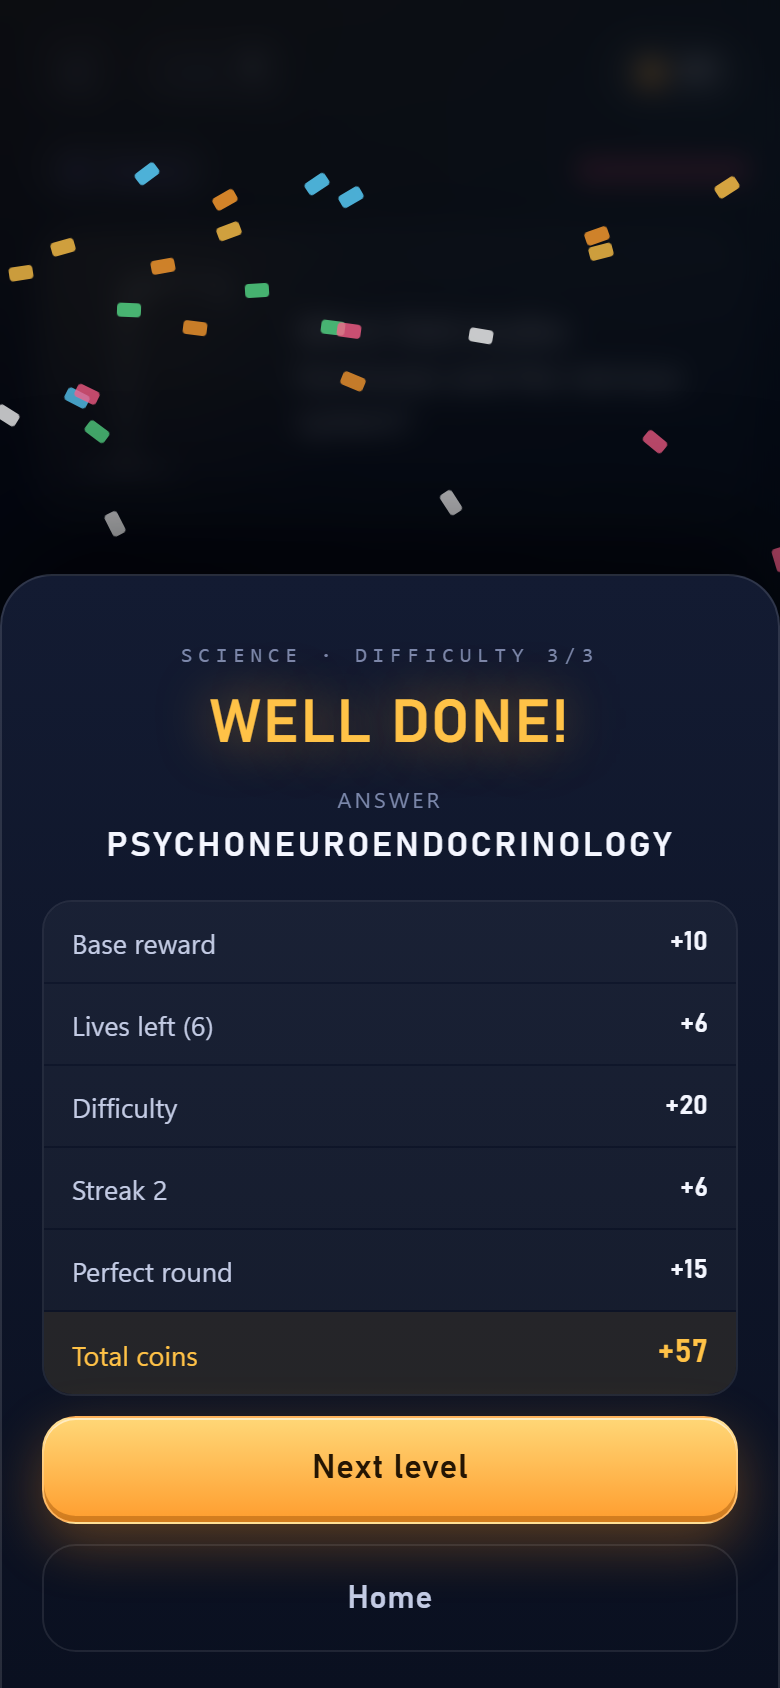 SCIENCE · DIFFICULTY 3/3
WELL DONE!
ANSWER
PSYCHONEUROENDOCRINOLOGY
Base reward +10
Lives left (6) +6
Difficulty +20
Streak 2 +6
Perfect round +15
Total coins +57
Next level
Home